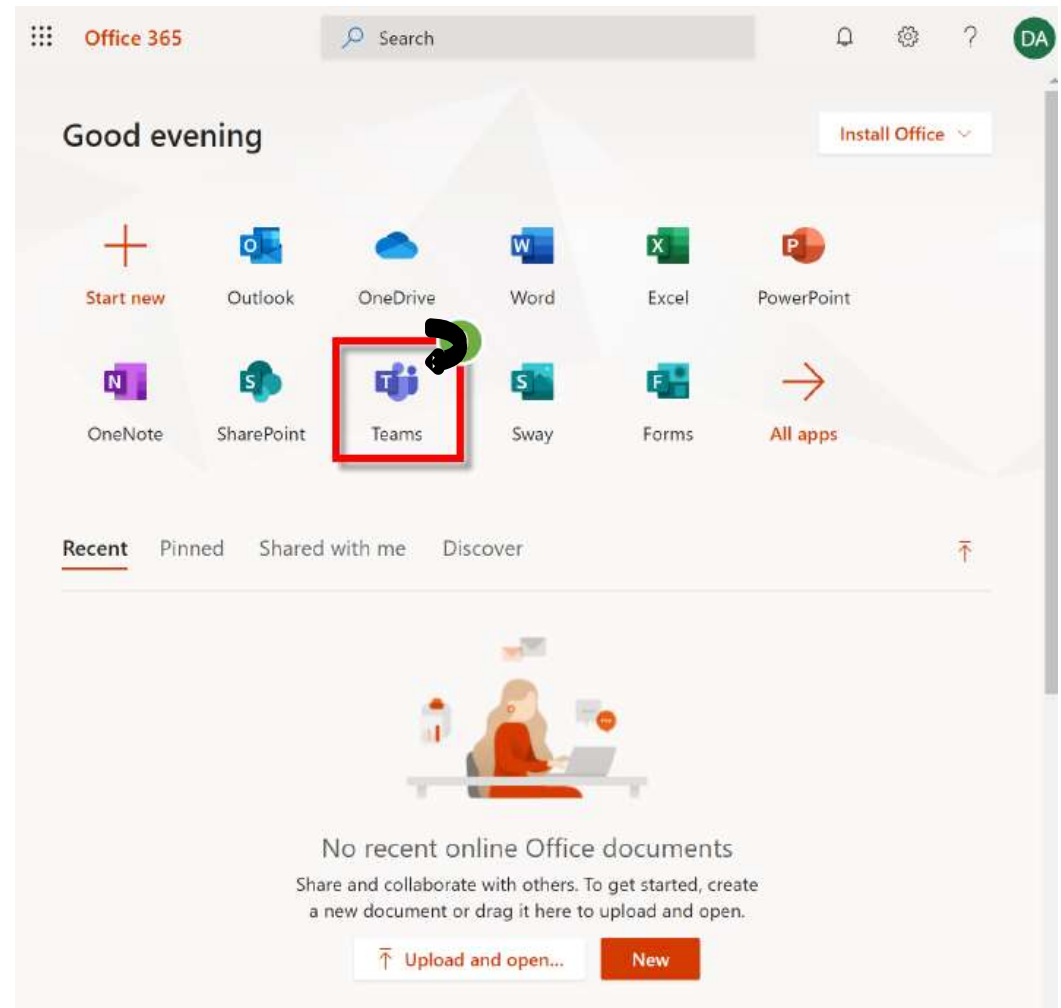 Office 365 Search ? DA
Good evening Install Office
Start new Outlook OneDrive Word Excel PowerPoint
OneNote SharePoint Teams Sway Forms All apps
Recent Pinned Shared with me Discover
No recent online Office documents
Share and collaborate with others. To get started, create
a new document or drag it here to upload and open.
Upload and open... New